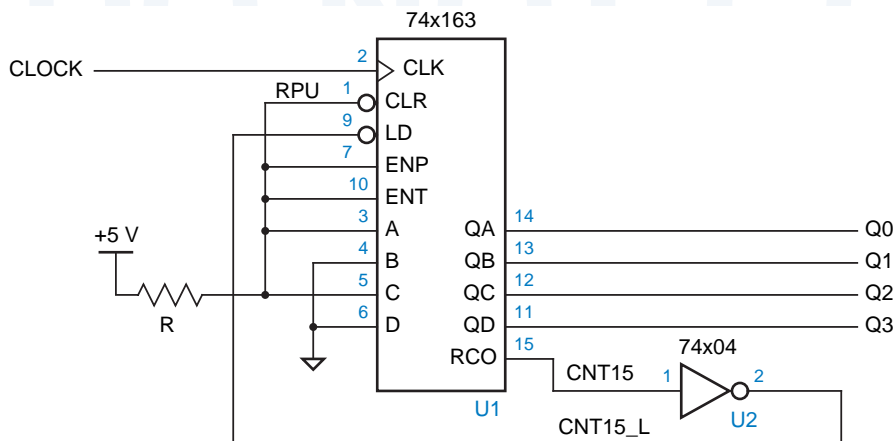 74x163
2
CLOCK
CLK
RPU
1
CLR
9
LD
7
ENP
10
ENT
3
A
QA
14
Q0
+5 V
4
B
QB
13
Q1
5
C
QC
12
Q2
R
6
D
QD
11
Q3
RCO
15
74x04
CNT15
1
2
U1
CNT15_L
U2